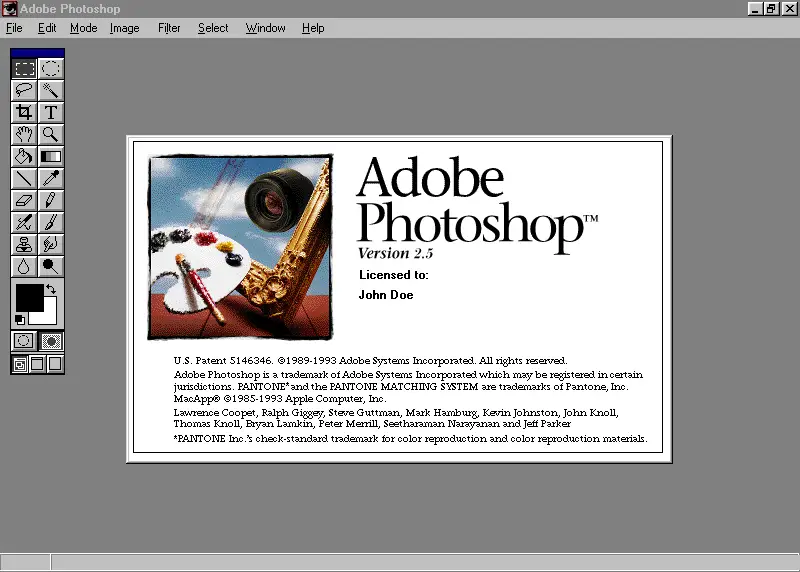 Adobe Photoshop
File Edit Mode Image Filter Select Window Help
T
Adobe
Photoshop™
Version 2.5
Licensed to:
John Doe
U.S. Patent 5146346. ©1989-1993 Adobe Systems Incorporated. All rights reserved.
Adobe Photoshop is a trademark of Adobe Systems Incorporated which may be registered in certain
jurisdictions. PANTONE* and the PANTONE MATCHING SYSTEM are trademarks of Pantone, Inc.
MacApp® ©1985-1993 Apple Computer, Inc.
Lawrence Coopet, Ralph Giggey, Steve Guttman, Mark Hamburg, Kevin Johnston, John Knoll,
Thomas Knoll, Bryan Lamkin, Peter Merrill, Seetharaman Narayanan and Jeff Parker
*PANTONE Inc.'s check-standard trademark for color reproduction and color reproduction materials.